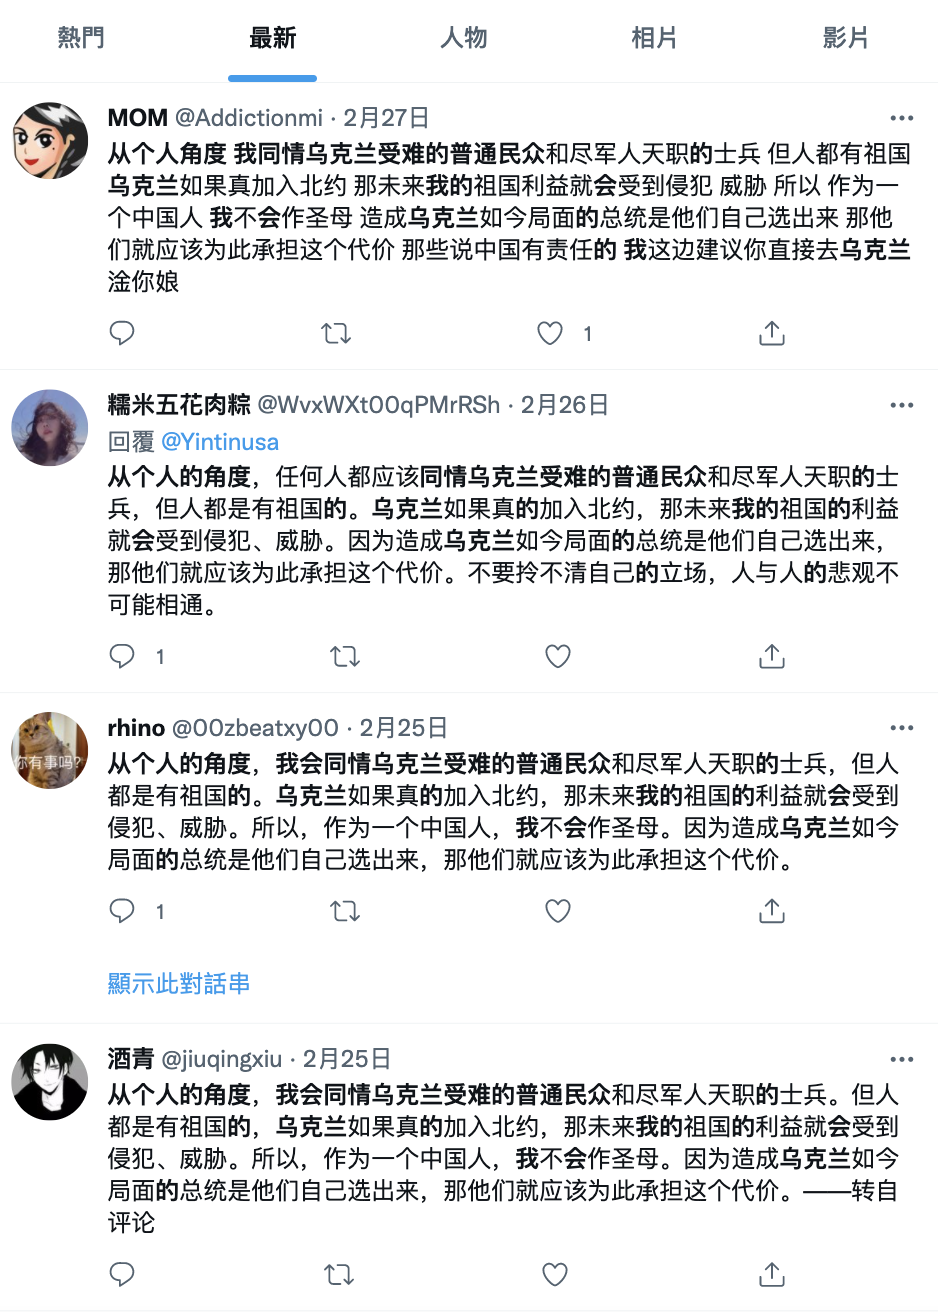 熱門 最新 人物 相片 影片
MOM @Addictionmi · 2月27日
从个人角度 我同情乌克兰受难的普通民众和尽军人天职的士兵 但人都有祖国
乌克兰如果真加入北约 那未来我的祖国利益就会受到侵犯 威胁 所以 作为一
个中国人 我不会作圣母 造成乌克兰如今局面的总统是他们自己选出来 那他
们就应该为此承担这个代价 那些说中国有责任的 我这边建议你直接去乌克兰
淦你娘
1
糯米五花肉粽 @WvxWXt00qPMrRSh · 2月26日
回覆 @Yintinusa
从个人的角度，任何人都应该同情乌克兰受难的普通民众和尽军人天职的士
兵，但人都是有祖国的。乌克兰如果真的加入北约，那未来我的祖国的利益
就会受到侵犯、威胁。因为造成乌克兰如今局面的总统是他们自己选出来，
那他们就应该为此承担这个代价。不要拎不清自己的立场，人与人的悲观不
可能相通。
1
rhino @00zbeatxy00 · 2月25日
你有事吗?
从个人的角度，我会同情乌克兰受难的普通民众和尽军人天职的士兵，但人
都是有祖国的。乌克兰如果真的加入北约，那未来我的祖国的利益就会受到
侵犯、威胁。所以，作为一个中国人，我不会作圣母。因为造成乌克兰如今
局面的总统是他们自己选出来，那他们就应该为此承担这个代价。
1
顯示此對話串
酒青 @jiuqingxiu · 2月25日
从个人的角度，我会同情乌克兰受难的普通民众和尽军人天职的士兵。但人
都是有祖国的，乌克兰如果真的加入北约，那未来我的祖国的利益就会受到
侵犯、威胁。所以，作为一个中国人，我不会作圣母。因为造成乌克兰如今
局面的总统是他们自己选出来，那他们就应该为此承担这个代价。——转自
评论